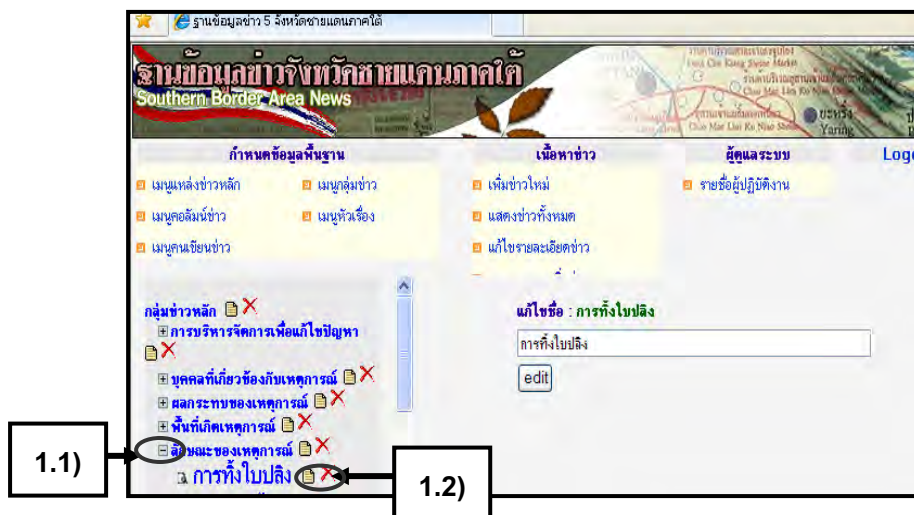 ฐานข้อมูลข่าว 5 จังหวัดชายแดนภาคใต้
ฐานข้อมูลข่าวจังหวัดชายแดนภาคใต้
Southern Border Area News
ยะหริ่ง
Yaring
กำหนดข้อมูลพื้นฐาน เนื้อหาข่าว ผู้ดูแลระบบ
เมนูแหล่งข่าวหลัก เมนูกลุ่มข่าว เพิ่มข่าวใหม่ รายชื่อผู้ปฏิบัติงาน
เมนูคอลัมน์ข่าว เมนูหัวเรื่อง แสดงข่าวทั้งหมด
เมนูคนเขียนข่าว แก้ไขรายละเอียดข่าว
กลุ่มข่าวหลัก
การบริหารจัดการเพื่อแก้ไขปัญหา
บุคคลที่เกี่ยวข้องกับเหตุการณ์
ผลกระทบของเหตุการณ์
พื้นที่เกิดเหตุการณ์
ลักษณะของเหตุการณ์
การทิ้งใบปลิง
แก้ไขชื่อ : การทิ้งใบปลิง
การทิ้งใบปลิง
edit
1.1)
1.2)